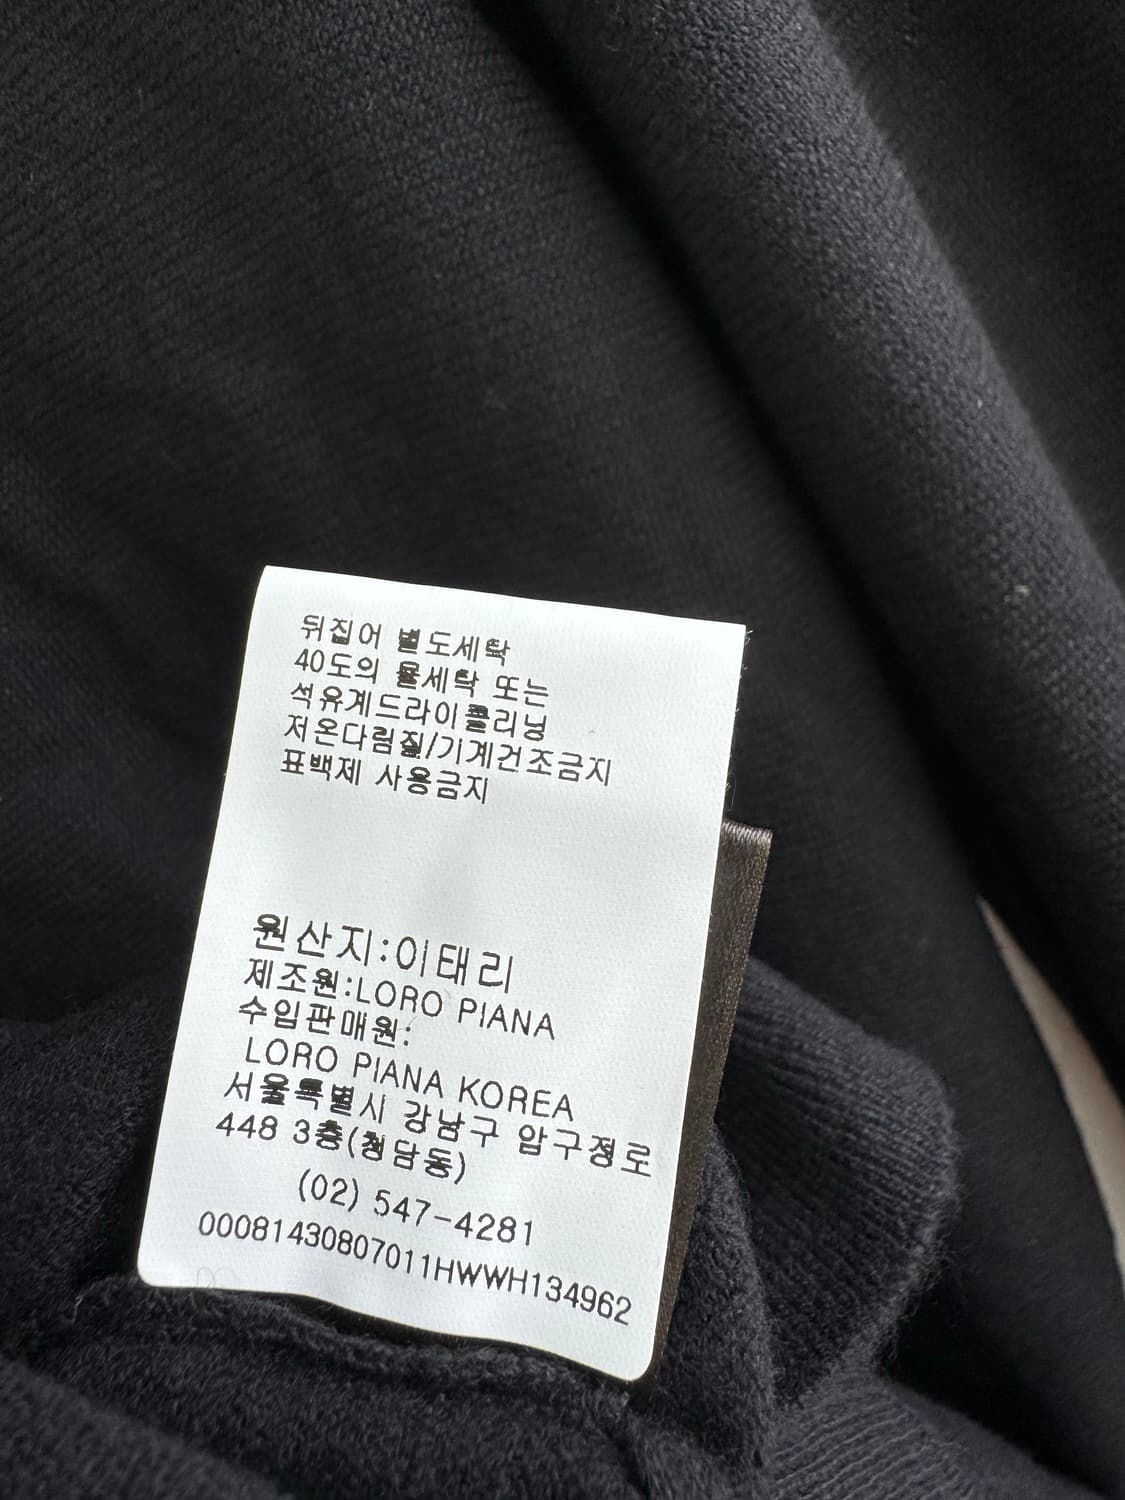 뒤집어 별도세탁
40도의 물세탁 또는
석유계드라이클리닝
저온다림질/기계건조금지
표백제 사용금지
원산지:이태리
제조원:LORO PIANA
수입판매원:
LORO PIANA KOREA
서울특별시 강남구 압구정로
448 3층(청담동)
(02) 547-4281
00081430807011HWWH134962